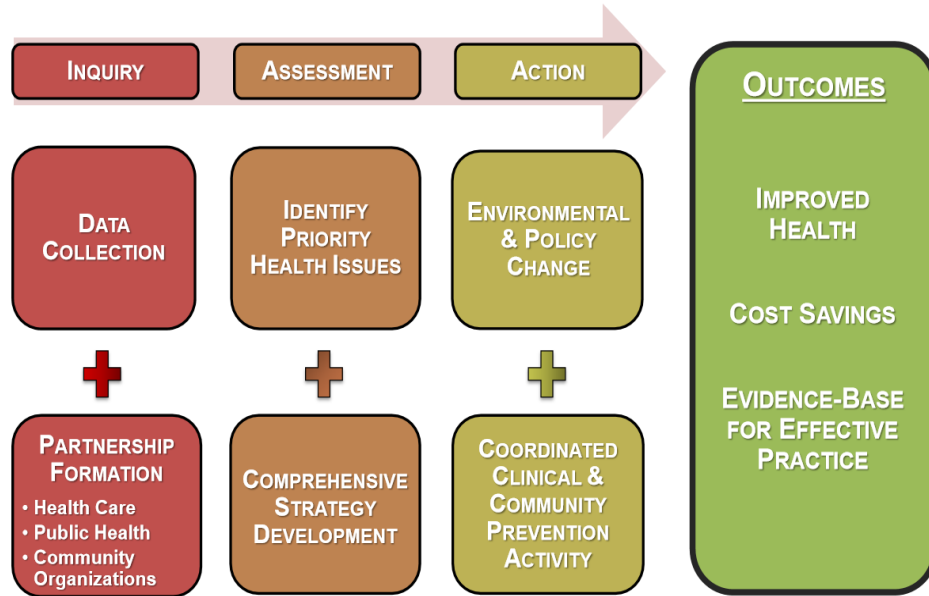 INQUIRY
ASSESSMENT
ACTION
OUTCOMES
DATA
COLLECTION
IDENTIFY
PRIORITY
HEALTH ISSUES
ENVIRONMENTAL
& POLICY
CHANGE
IMPROVED
HEALTH
COST SAVINGS
EVIDENCE-BASE
FOR EFFECTIVE
PRACTICE
PARTNERSHIP
FORMATION
• Health Care
• Public Health
• Community
Organizations
COMPREHENSIVE
STRATEGY
DEVELOPMENT
COORDINATED
CLINICAL &
COMMUNITY
PREVENTION
ACTIVITY